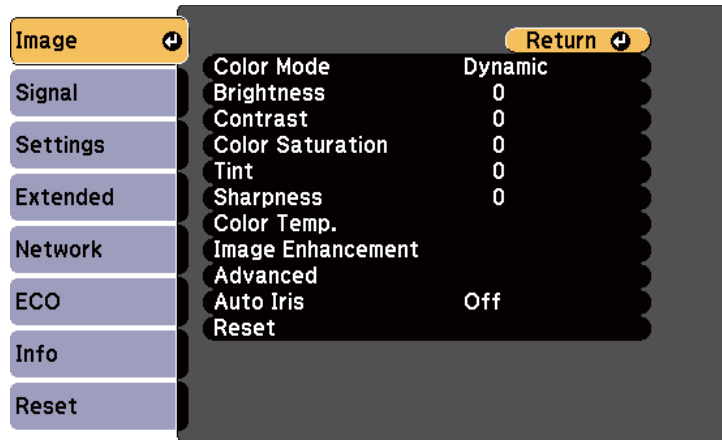 Image
Signal
Settings
Extended
Network
ECO
Info
Reset
Return
Color Mode Dynamic
Brightness 0
Contrast 0
Color Saturation 0
Tint 0
Sharpness 0
Color Temp.
Image Enhancement
Advanced
Auto Iris Off
Reset